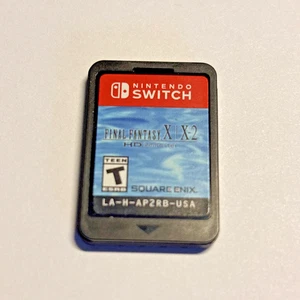 NINTENDO
SWITCH
FINAL FANTASY X | X-2
HD
TEEN
T
ESRB
SQUARE ENIX
LA-H-AP2RB-USA